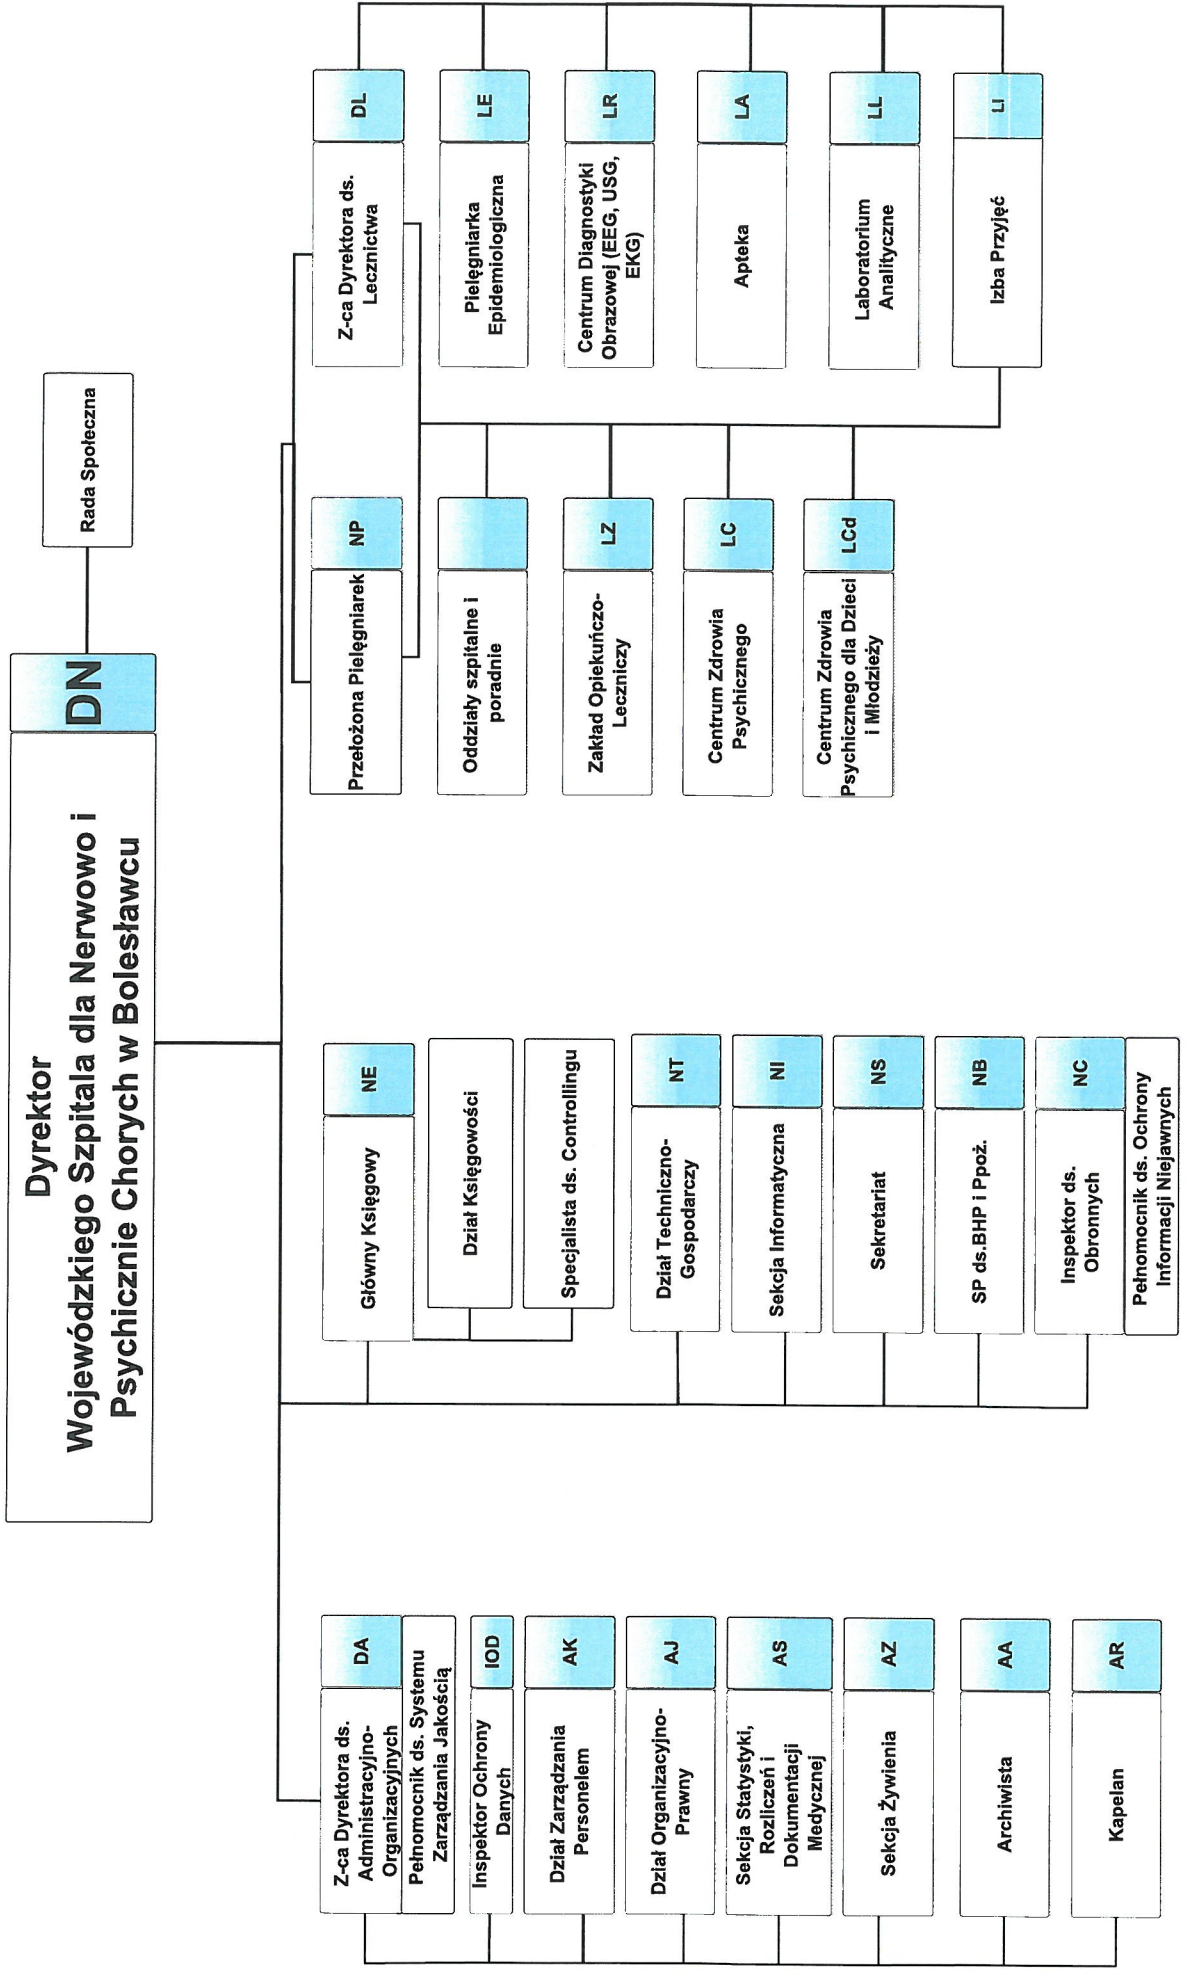 Dyrektor
Wojewódzkiego Szpitala dla Nerwowo i
Psychicznie Chorych w Bolesławcu
DN
Rada Społeczna
Z-ca Dyrektora ds.
Administracyjno-
Organizacyjnych
DA
Pełnomocnik ds. Systemu
Zarządzania Jakością
Inspektor Ochrony
Danych
IOD
Dział Zarządzania
Personelem
AK
Dział Organizacyjno-
Prawny
AJ
Sekcja Statystyki,
Rozliczeń i
Dokumentacji
Medycznej
AS
Sekcja Żywienia
AZ
Archiwista
AA
Kapelan
AR
Główny Księgowy
NE
Dział Księgowości
Specjalista ds. Controllingu
Dział Techniczno-
Gospodarczy
NT
Sekcja Informatyczna
NI
Sekretariat
NS
SP ds.BHP i Ppoż.
NB
Inspektor ds.
Obronnych
NC
Pełnomocnik ds. Ochrony
Informacji Niejawnych
Przełożona Pielęgniarek
NP
Oddziały szpitalne i
poradnie
Zakład Opiekuńczo-
Leczniczy
LZ
Centrum Zdrowia
Psychicznego
LC
Centrum Zdrowia
Psychicznego dla Dzieci
i Młodzieży
LCd
Z-ca Dyrektora ds.
Lecznictwa
DL
Pielęgniarka
Epidemiologiczna
LE
Centrum Diagnostyki
Obrazowej (EEG, USG,
EKG)
LR
Apteka
LA
Laboratorium
Analityczne
LL
Izba Przyjęć
LI